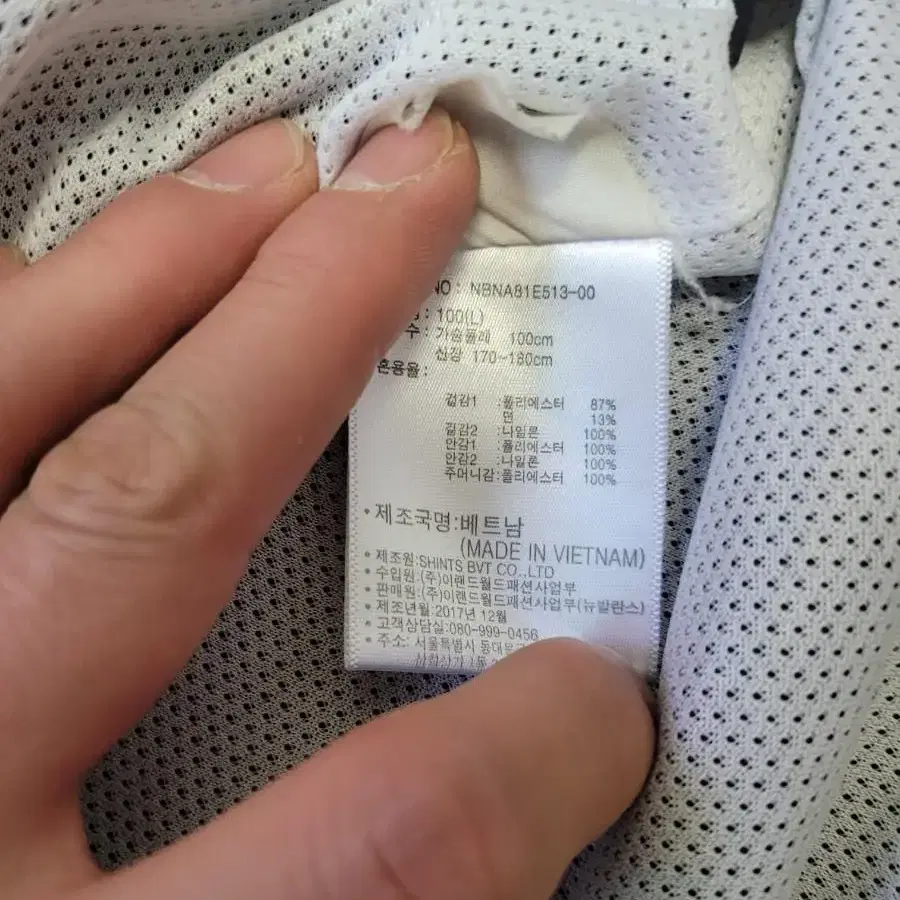 NO : NBNA81E513-00
: 100(L)
수 : 가슴둘레 100cm
신장 170~180cm
혼용율 :
겉감1 :폴리에스터 87%
면 13%
겉감2 :나일론 100%
안감1 :폴리에스터 100%
안감2 :나일론 100%
주머니감:폴리에스터 100%
• 제조국명:베트남
(MADE IN VIETNAM)
• 제조원:SHINTS BVT CO.,LTD
• 수입원:(주)이랜드월드패션사업부
• 판매원:(주)이랜드월드패션사업부(뉴발란스)
• 제조년월 2017년 12월
• 고객상담실:080-999-0456
• 주소: 서울특별시 동대문구